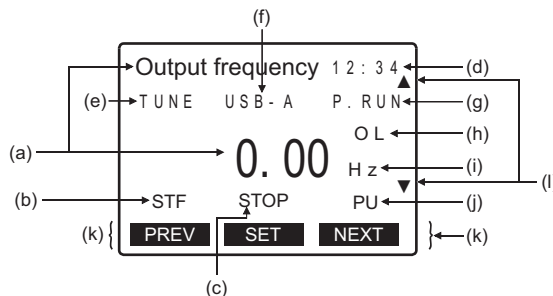 (f)
Output frequency 12:34 (d)
(e) TUNE USB-A P.RUN (g)
OL (h)
(a) 0.00 Hz (i) (l
(b) STF STOP PU (j)
(k) { PREV SET NEXT } (k)
(c)